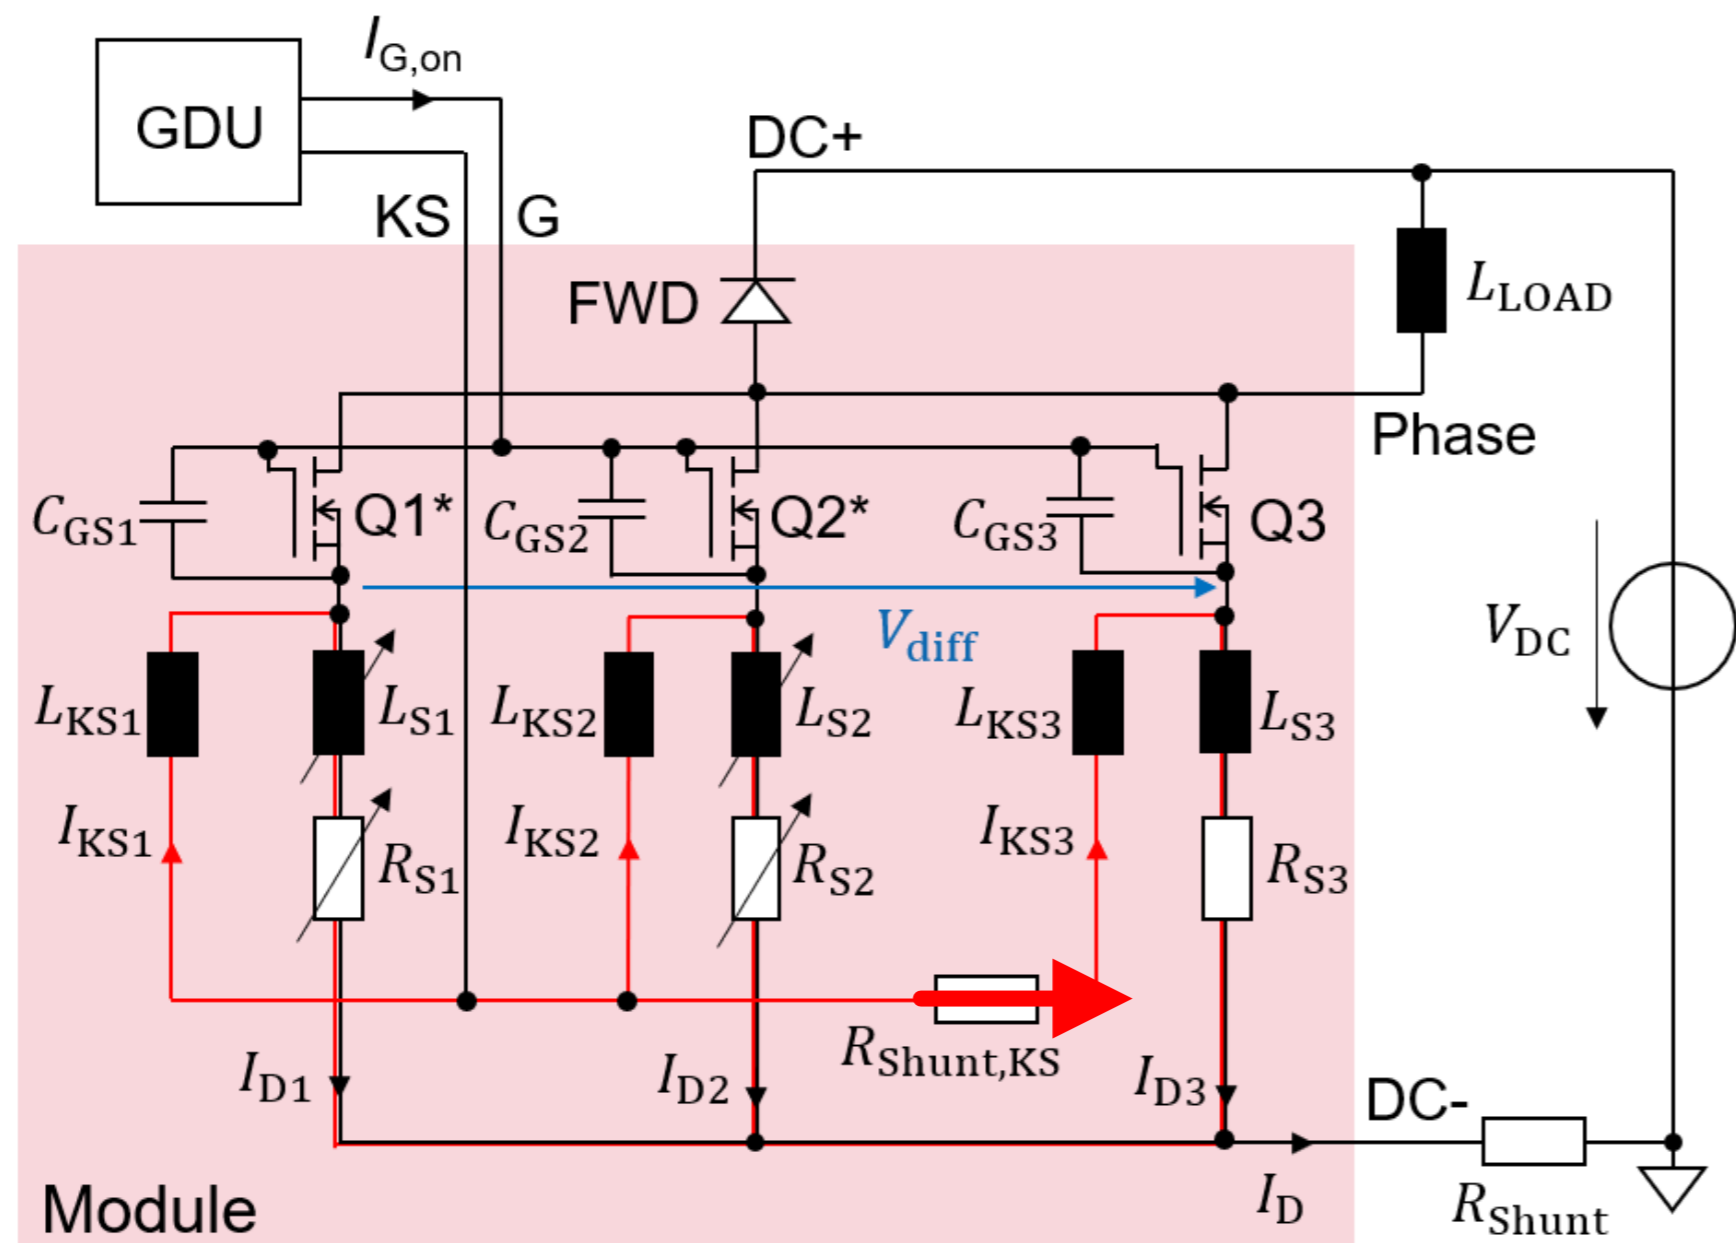 I_G,on
GDU
DC+
KS G
FWD
L_LOAD
Phase
C_GS1 Q1* C_GS2 Q2* C_GS3 Q3
V_diff
V_DC
L_KS1 L_S1 L_KS2 L_S2 L_KS3 L_S3
I_KS1 R_S1 I_KS2 R_S2 I_KS3 R_S3
R_Shunt,KS
I_D1 I_D2 I_D3
DC-
Module
I_D
R_Shunt